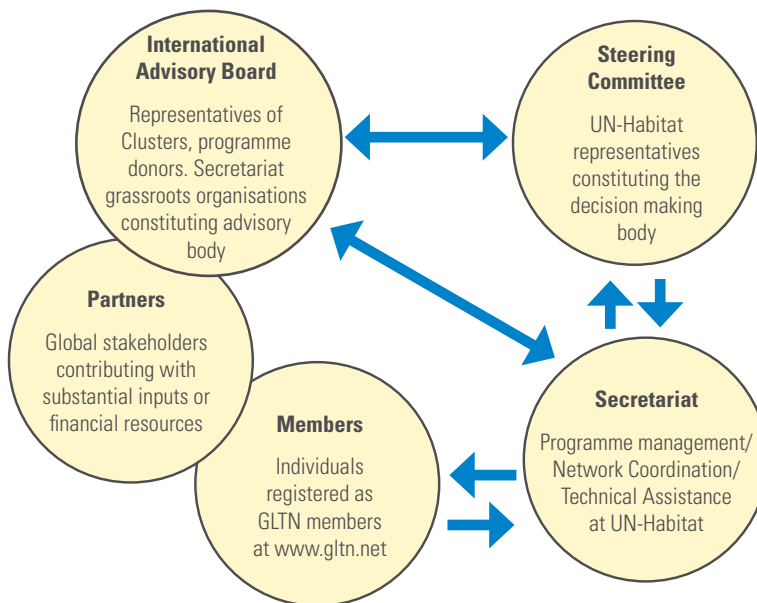 International
Advisory Board
Representatives of
Clusters, programme
donors. Secretariat
grassroots organisations
constituting advisory
body
Steering
Committee
UN-Habitat
representatives
constituting the
decision making
body
Partners
Global stakeholders
contributing with
substantial inputs or
financial resources
Members
Individuals
registered as
GLTN members
at www.gltn.net
Secretariat
Programme management/
Network Coordination/
Technical Assistance
at UN-Habitat